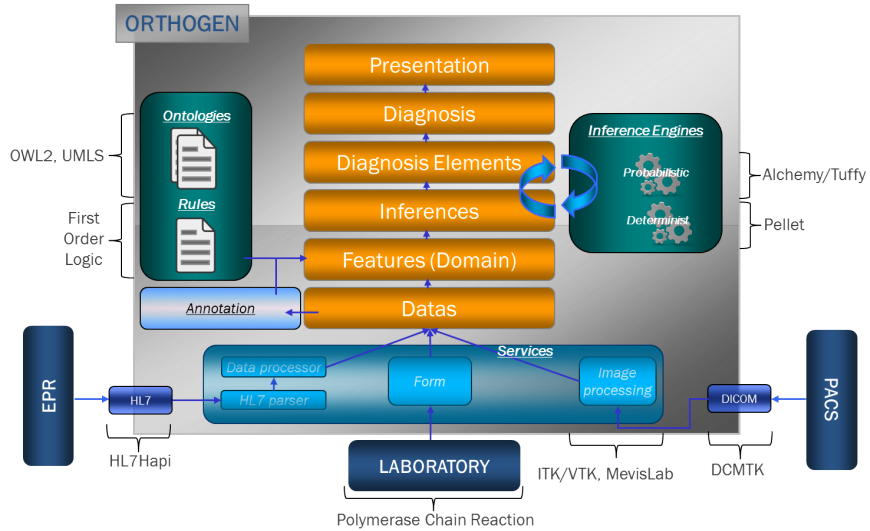 ORTHOGEN
Presentation
Ontologies
Diagnosis
Inference Engines
OWL2, UMLS
Diagnosis Elements
Probabilistic
Alchemy/Tuffy
Rules
Inferences
Determinist
Pellet
First
Order
Logic
Features (Domain)
Annotation
Datas
Services
EPR
Data processor
Form
Image
processing
PACS
HL7
HL7 parser
DICOM
HL7Hapi
LABORATORY
ITK/VTK, MevisLab
DCMTK
Polymerase Chain Reaction